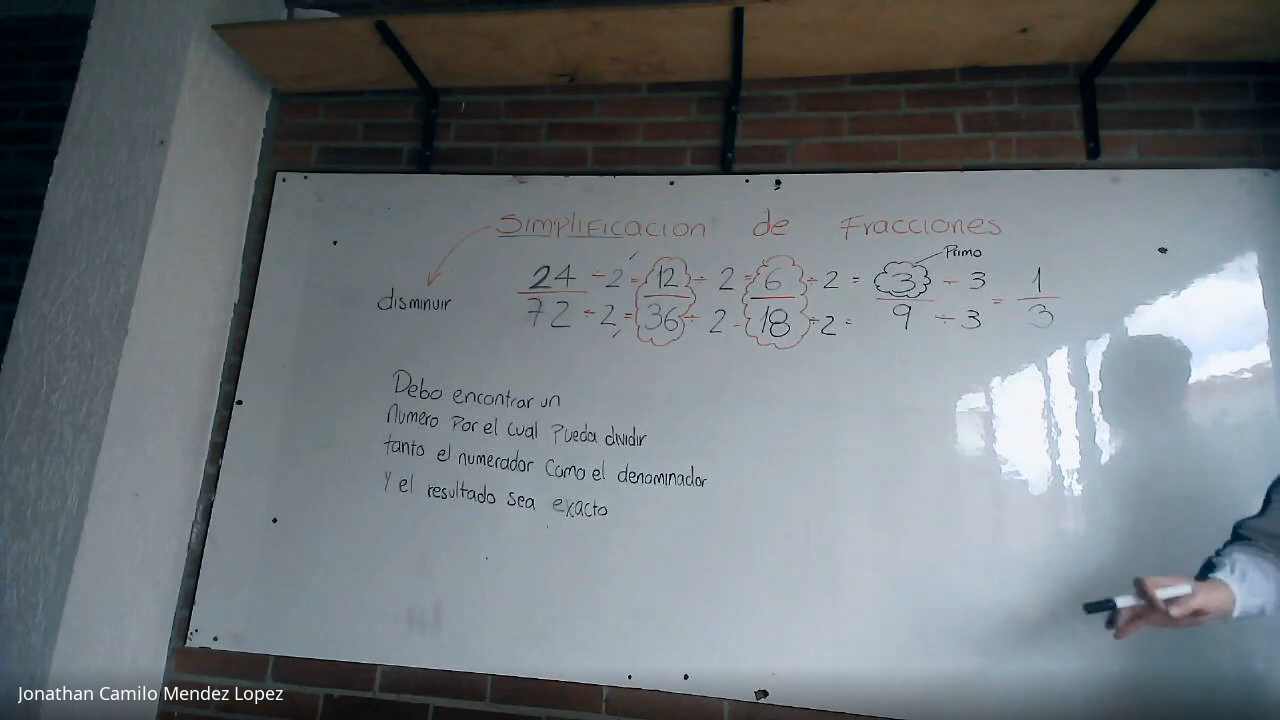 Simplificacion de Fracciones
Primo
disminuir
24 ÷ 2 = 12 ÷ 2 = 6 ÷ 2 = 3 ÷ 3 = 1
72 ÷ 2 = 36 ÷ 2 = 18 ÷ 2 = 9 ÷ 3 3
Debo encontrar un
numero por el cual pueda dividir
tanto el numerador como el denominador
y el resultado sea exacto
Jonathan Camilo Mendez Lopez